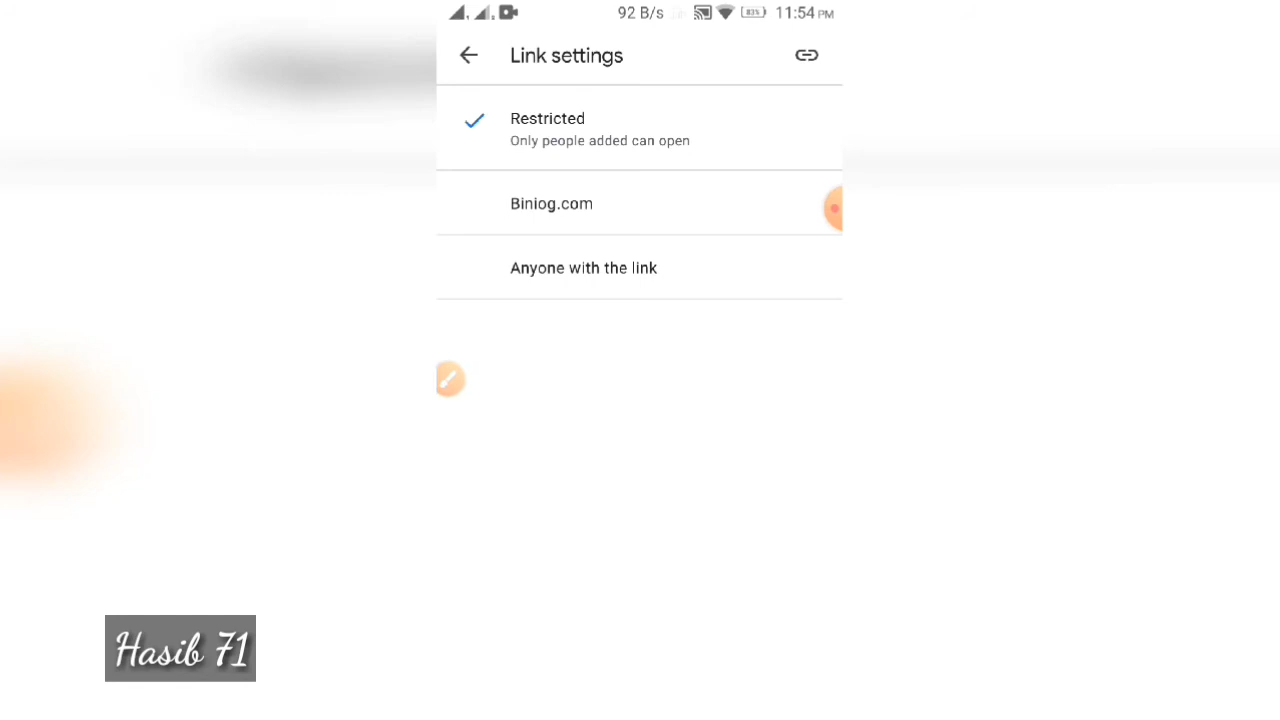 92 B/s 83% 11:54 PM
Link settings
Restricted
Only people added can open
Biniog.com
Anyone with the link
Hasib 71